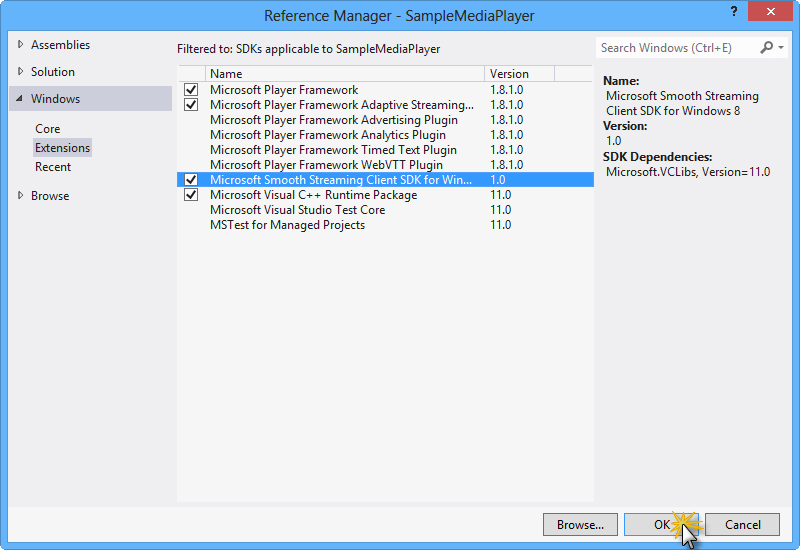 Reference Manager - SampleMediaPlayer
?
Assemblies
Solution
Windows
Core
Extensions
Recent
Browse
Filtered to: SDKs applicable to SampleMediaPlayer
Name Version
Microsoft Player Framework 1.8.1.0
Microsoft Player Framework Adaptive Streaming... 1.8.1.0
Microsoft Player Framework Advertising Plugin 1.8.1.0
Microsoft Player Framework Analytics Plugin 1.8.1.0
Microsoft Player Framework Timed Text Plugin 1.8.1.0
Microsoft Player Framework WebVTT Plugin 1.8.1.0
Microsoft Smooth Streaming Client SDK for Win... 1.0
Microsoft Visual C++ Runtime Package 11.0
Microsoft Visual Studio Test Core 11.0
MSTest for Managed Projects 11.0
Search Windows (Ctrl+E)
Name:
Microsoft Smooth Streaming
Client SDK for Windows 8
Version:
1.0
SDK Dependencies:
Microsoft.VCLibs, Version=11.0
Browse... OK Cancel